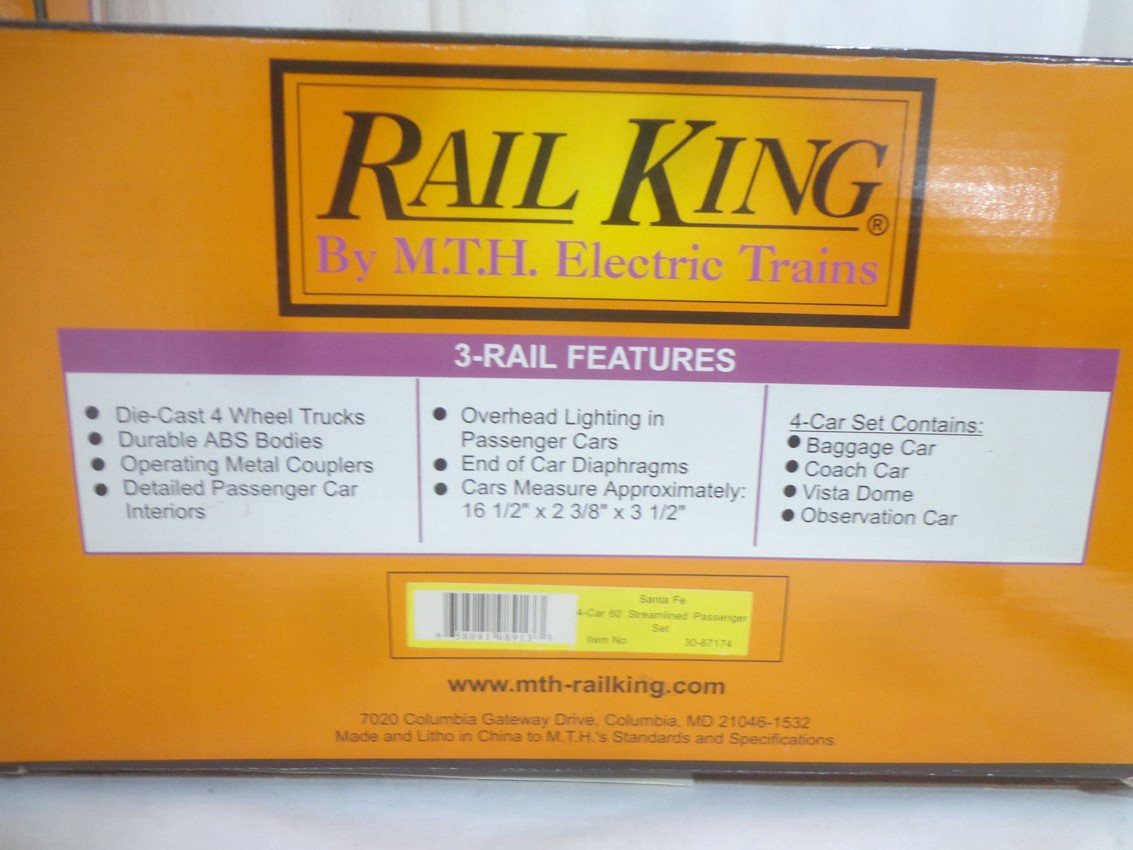 RAIL KING®
By M.T.H. Electric Trains
3-RAIL FEATURES
● Die-Cast 4 Wheel Trucks
● Durable ABS Bodies
● Operating Metal Couplers
● Detailed Passenger Car
Interiors
● Overhead Lighting in
Passenger Cars
● End of Car Diaphragms
● Cars Measure Approximately:
16 1/2" x 2 3/8" x 3 1/2"
4-Car Set Contains:
● Baggage Car
● Coach Car
● Vista Dome
● Observation Car
Santa Fe
4-Car 60' Streamlined Passenger
Set
Item No 30-67174
www.mth-railking.com
7020 Columbia Gateway Drive, Columbia, MD 21046-1532
Made and Litho in China to M.T.H.'s Standards and Specifications